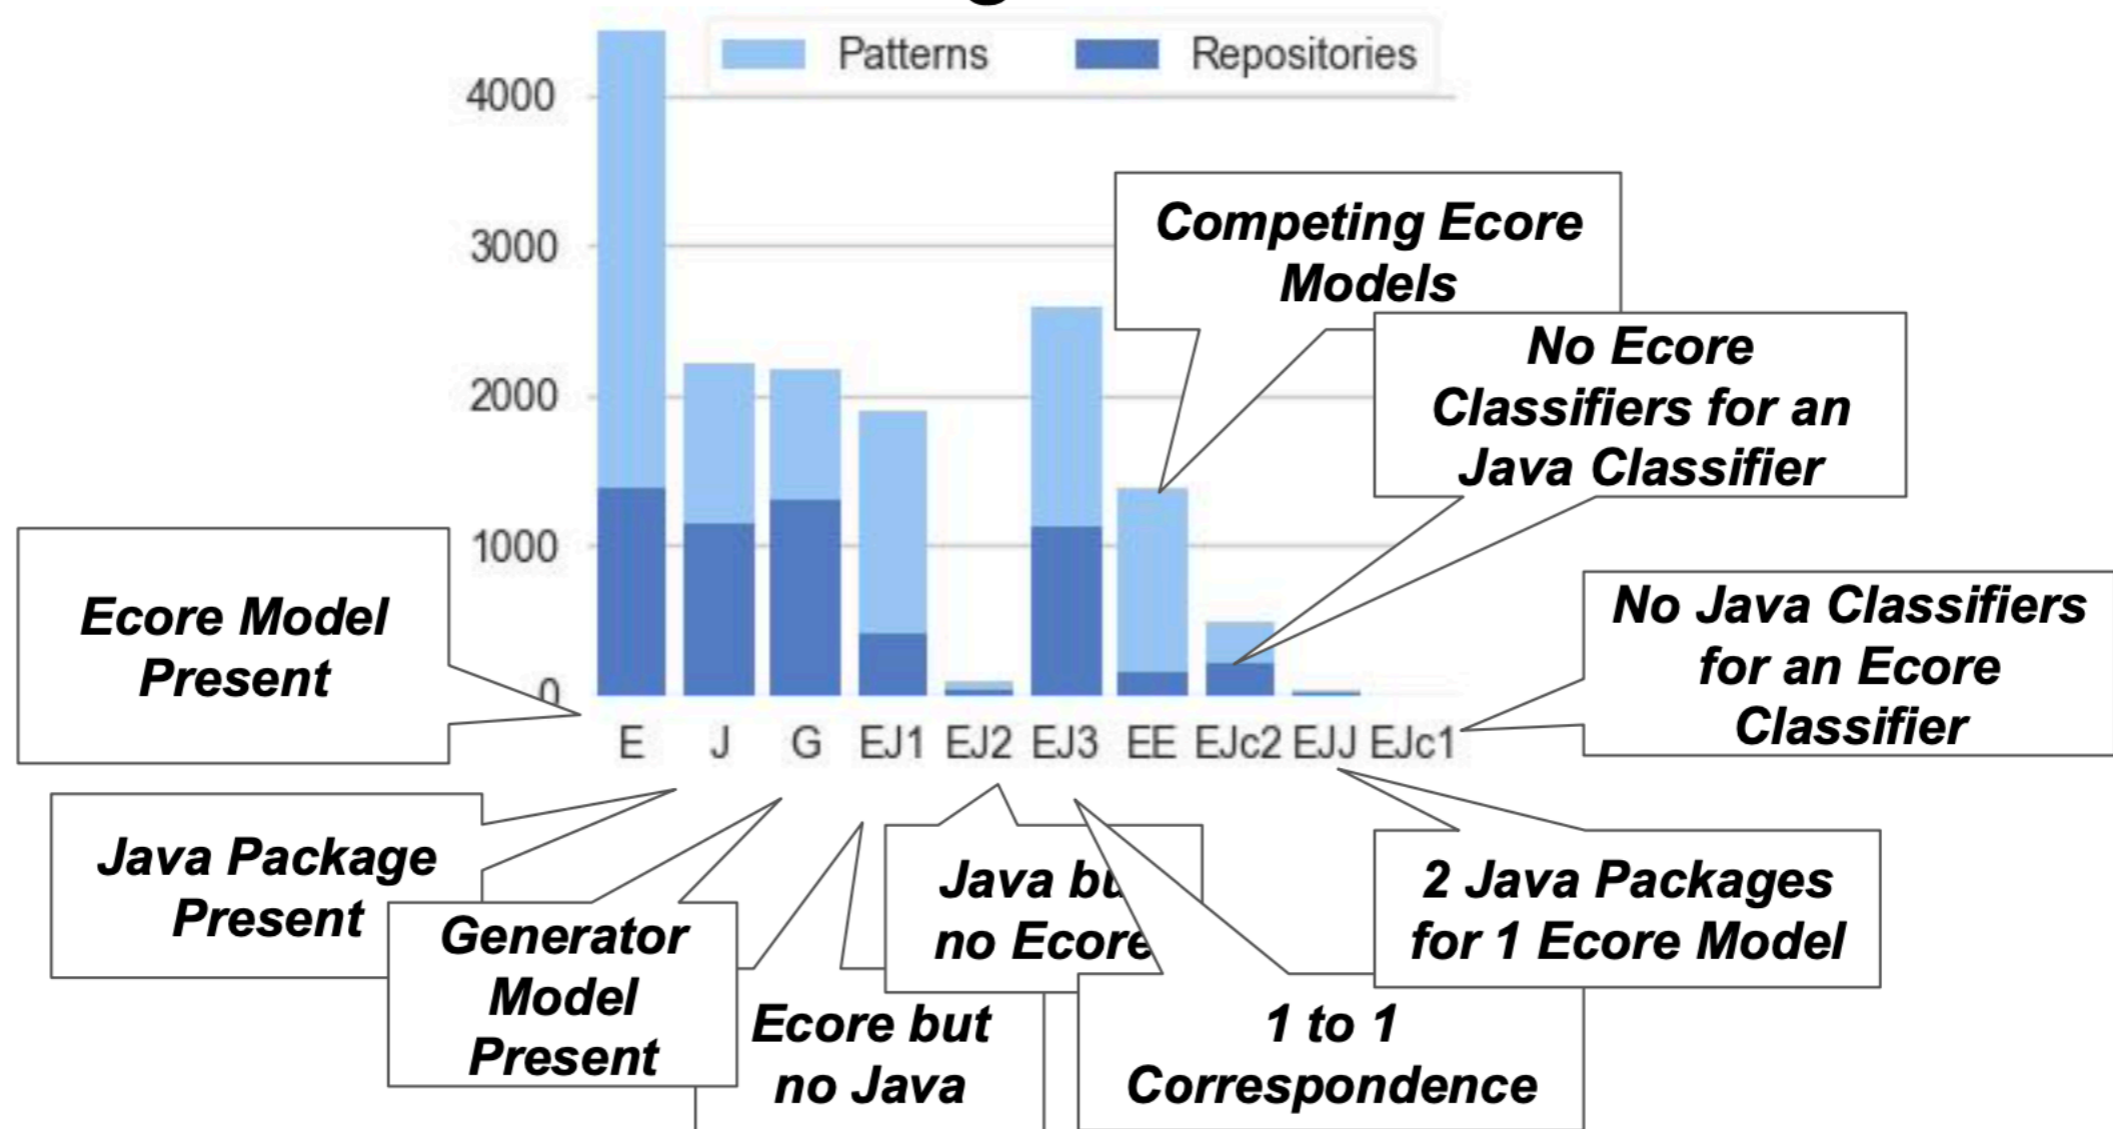 Patterns
Repositories
4000
3000
2000
1000
0
E
J
G
EJ1
EJ2
EJ3
EE
EJc2
EJJ
EJc1
Competing Ecore
Models
No Ecore
Classifiers for an
Java Classifier
No Java Classifiers
for an Ecore
Classifier
Ecore Model
Present
Java Package
Present
Generator
Model
Present
Ecore but
no Java
Java bu
no Ecore
1 to 1
Correspondence
2 Java Packages
for 1 Ecore Model